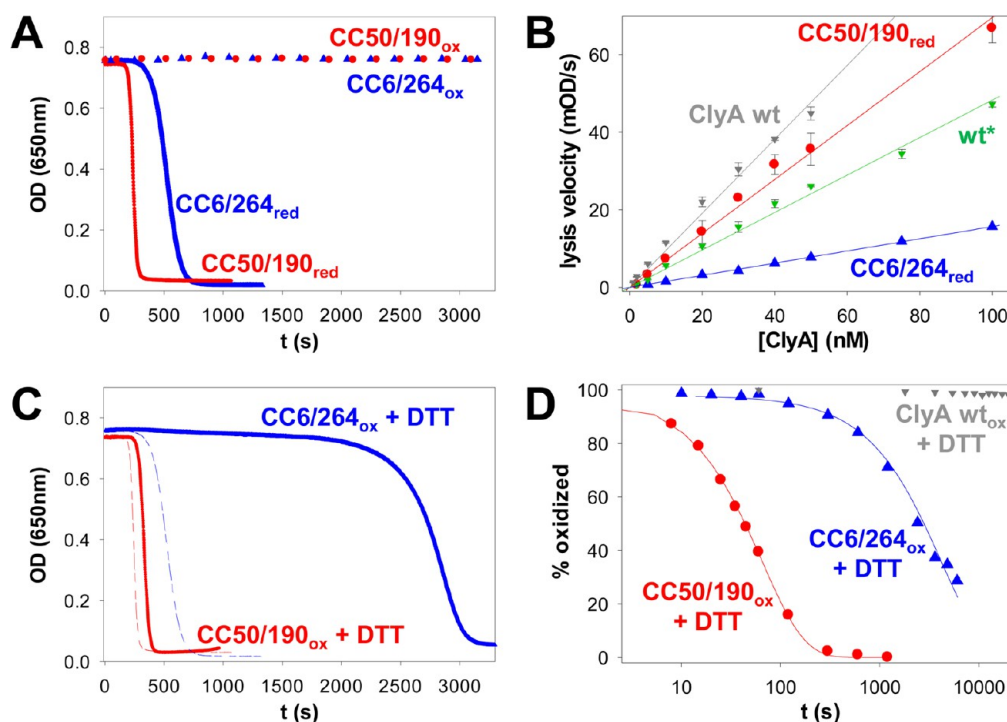 A
0.8
0.6
0.4
0.2
0.0
OD (650nm)
CC50/190ox
CC6/264ox
CC6/264red
CC50/190red
0 500 1000 1500 2000 2500 3000
t (s)
B
60
40
20
0
lysis velocity (mOD/s)
CC50/190red
ClyA wt
wt*
CC6/264red
0 20 40 60 80 100
[ClyA] (nM)
C
0.8
0.6
0.4
0.2
0.0
OD (650nm)
CC6/264ox + DTT
CC50/190ox + DTT
0 500 1000 1500 2000 2500 3000
t (s)
D
100
80
60
40
20
0
% oxidized
ClyA wtox
+ DTT
CC6/264ox
+ DTT
CC50/190ox
+ DTT
10 100 1000 10000
t (s)